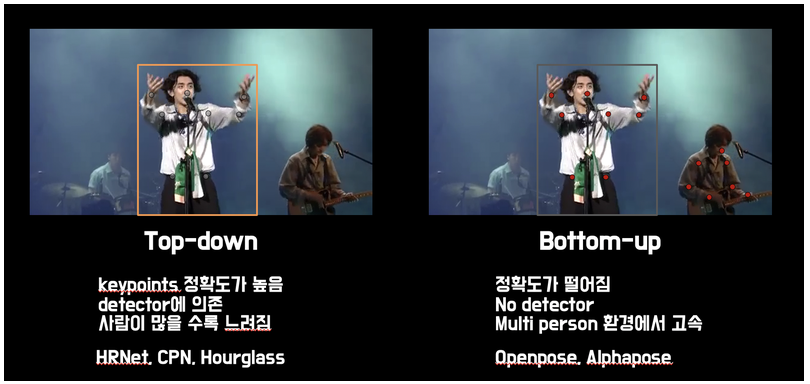 Top-down
keypoints 정확도가 높음
detector에 의존
사람이 많을 수록 느려짐
HRNet, CPN, Hourglass
Bottom-up
정확도가 떨어짐
No detector
Multi person 환경에서 고속
Openpose, Alphapose